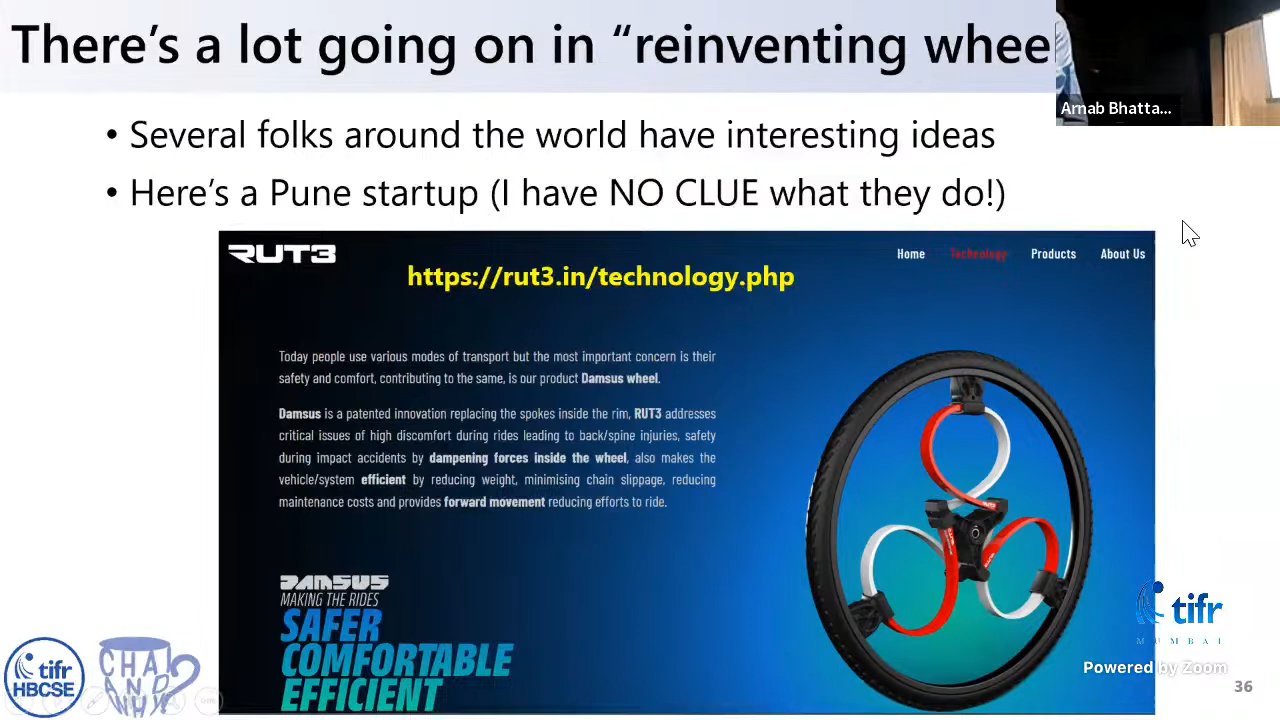 There's a lot going on in "reinventing whee
Arnab Bhatta...
• Several folks around the world have interesting ideas
• Here's a Pune startup (I have NO CLUE what they do!)
RUT3
Home Technology Products About Us
https://rut3.in/technology.php
Today people use various modes of transport but the most important concern is their
safety and comfort, contributing to the same, is our product Damsus wheel.
Damsus is a patented innovation replacing the spokes inside the rim, RUT3 addresses
critical issues of high discomfort during rides leading to back/spine injuries, safety
during impact accidents by dampening forces inside the wheel, also makes the
vehicle/system efficient by reducing weight, minimising chain slippage, reducing
maintenance costs and provides forward movement reducing efforts to ride.
DAMSUS
MAKING THE RIDES
SAFER
COMFORTABLE
EFFICIENT
tifr
HBCSE
CHAI
AND
WHY?
tifr
MUMBAI
Powered by Zoom
36